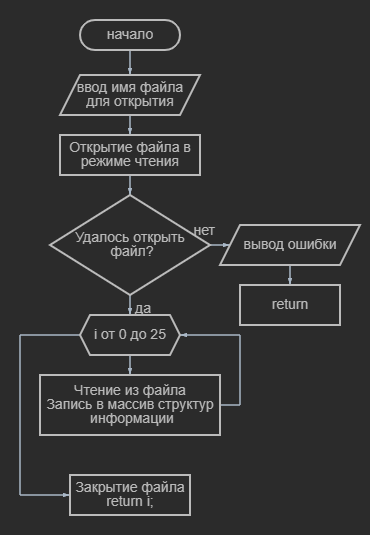 начало
ввод имя файла
для открытия
Открытие файла в
режиме чтения
Удалось открыть
файл?
нет
вывод ошибки
return
да
i от 0 до 25
Чтение из файла
Запись в массив структур
информации
Закрытие файла
return i;